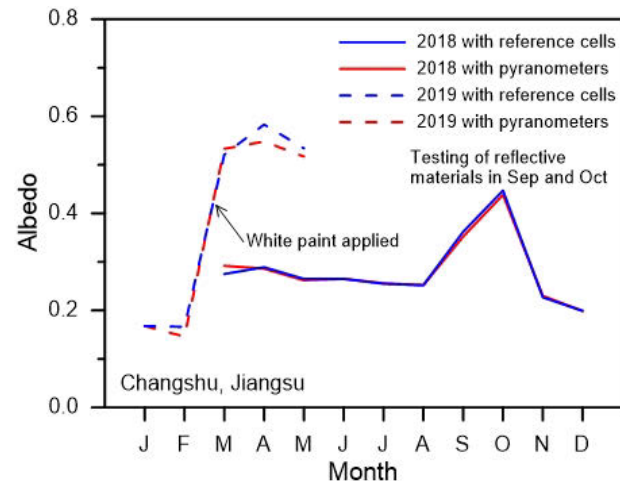 0.8
0.6
0.4
0.2
0.0
Albedo
2018 with reference cells
2018 with pyranometers
2019 with reference cells
2019 with pyranometers
Testing of reflective
materials in Sep and Oct
White paint applied
Changshu, Jiangsu
J F M A M J J A S O N D
Month